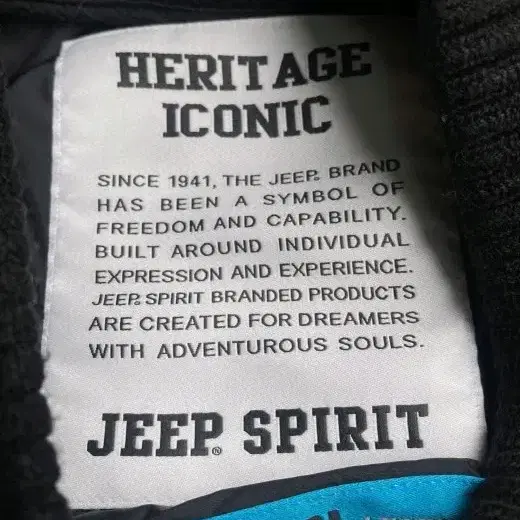 HERITAGE
ICONIC
SINCE 1941, THE JEEP® BRAND
HAS BEEN A SYMBOL OF
FREEDOM AND CAPABILITY.
BUILT AROUND INDIVIDUAL
EXPRESSION AND EXPERIENCE.
JEEP® SPIRIT BRANDED PRODUCTS
ARE CREATED FOR DREAMERS
WITH ADVENTUROUS SOULS.
JEEP® SPIRIT